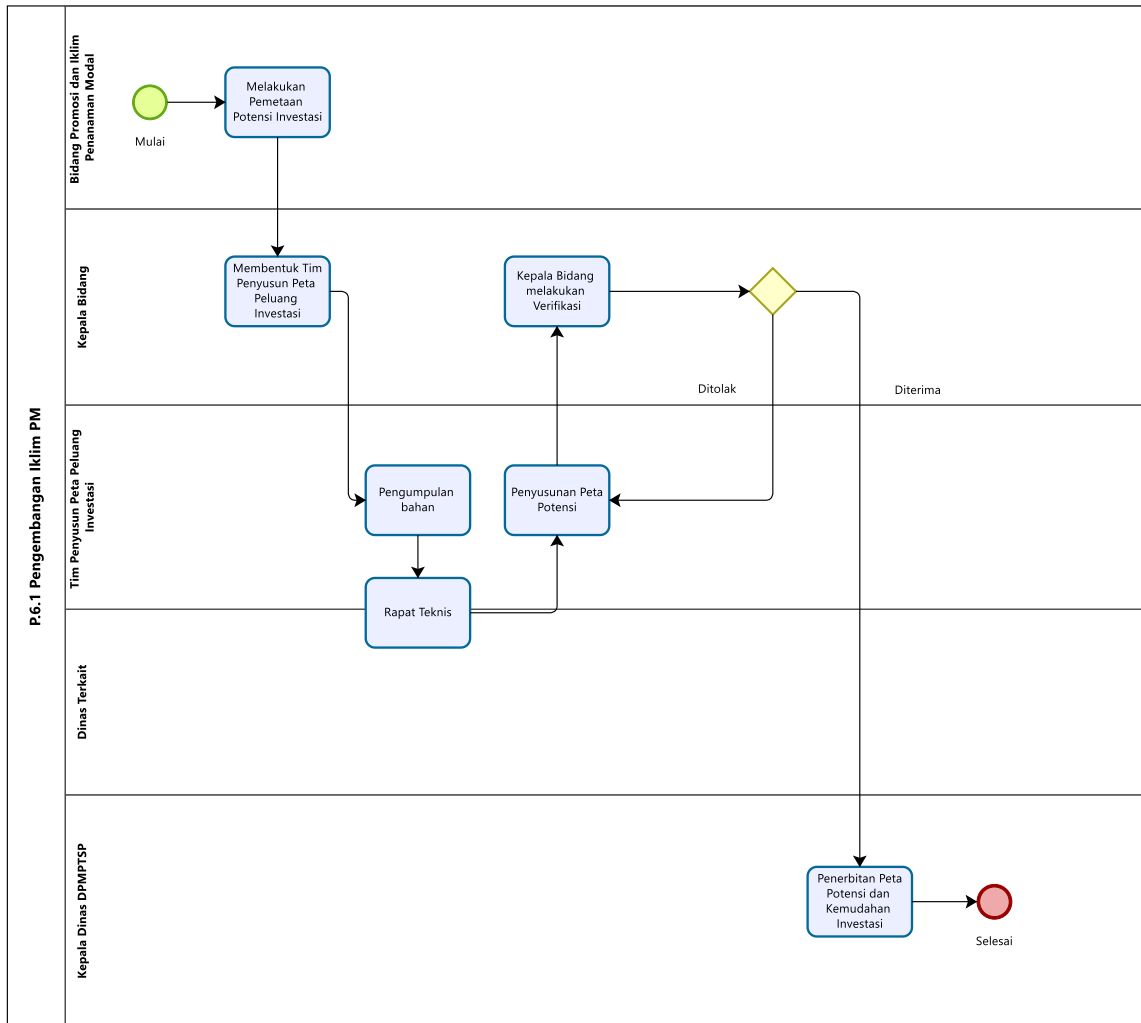 P.6.1 Pengembangan Iklim PM
Bidang Promosi dan Iklim
Penanaman Modal
Mulai
Melakukan
Pemetaan
Potensi Investasi
Kepala Bidang
Membentuk Tim
Penyusun Peta
Peluang
Investasi
Kepala Bidang
melakukan
Verifikasi
Ditolak
Diterima
Tim Penyusun Peta Peluang
Investasi
Pengumpulan
bahan
Penyusunan Peta
Potensi
Rapat Teknis
Dinas Terkait
Kepala Dinas DPMPTSP
Penerbitan Peta
Potensi dan
Kemudahan
Investasi
Selesai